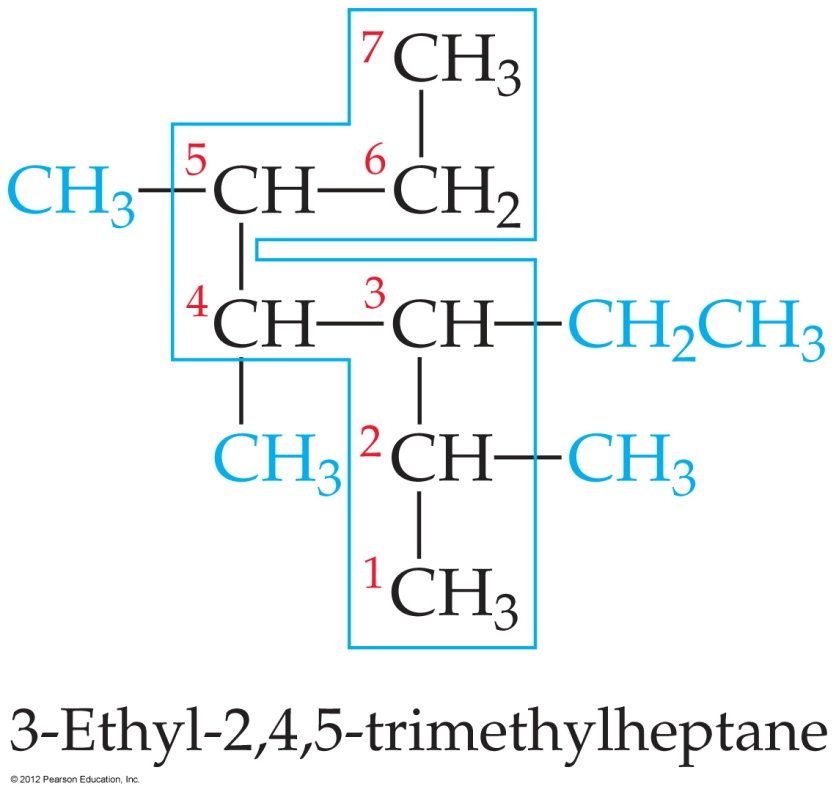 7 CH₃
CH₃ 5 CH 6 CH₂
4 CH 3 CH CH₂CH₃
CH₃ 2 CH CH₃
1 CH₃
3-Ethyl-2,4,5-trimethylheptane
© 2012 Pearson Education, Inc.